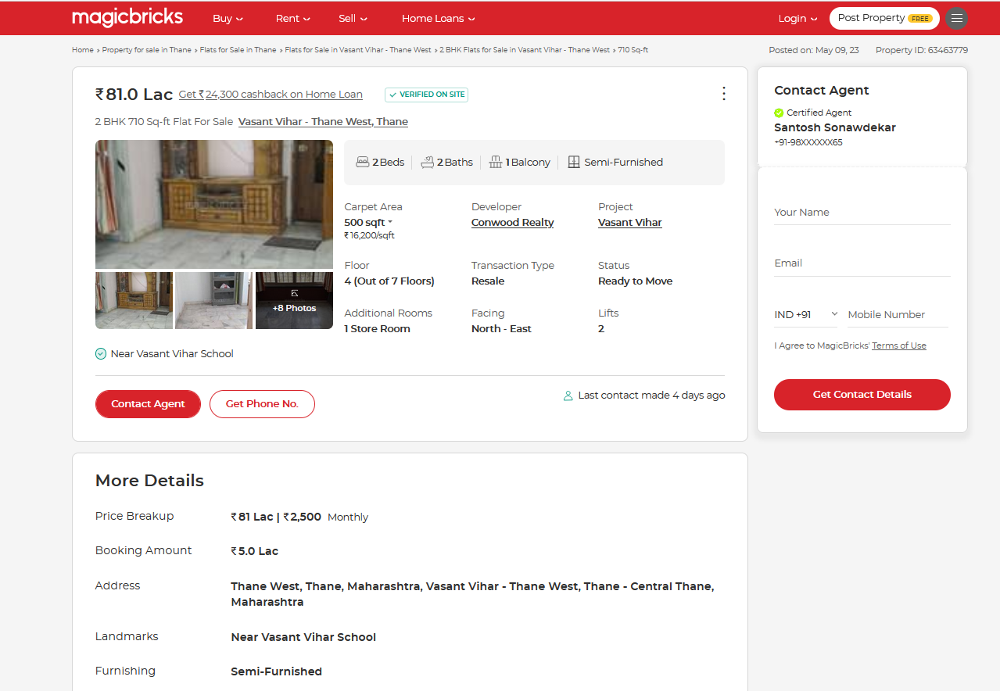 magicbricks Buy Rent Sell Home Loans Login Post Property FREE
Home > Property for sale in Thane > Flats for Sale in Thane > Flats for Sale in Vasant Vihar - Thane West > 2 BHK Flats for Sale in Vasant Vihar - Thane West > 710 Sq-ft
Posted on: May 09, 23 Property ID: 63463779
₹81.0 Lac Get ₹24,300 cashback on Home Loan VERIFIED ON SITE
2 BHK 710 Sq-ft Flat For Sale Vasant Vihar - Thane West, Thane
2 Beds 2 Baths 1 Balcony Semi-Furnished
Carpet Area Developer Project
500 sqft Conwood Realty Vasant Vihar
₹16,200/sqft
Floor Transaction Type Status
4 (Out of 7 Floors) Resale Ready to Move
+8 Photos
Additional Rooms Facing Lifts
1 Store Room North - East 2
Near Vasant Vihar School
Contact Agent Get Phone No. Last contact made 4 days ago
Contact Agent
Certified Agent
Santosh Sonawdekar
+91-98XXXXXX65
Your Name
Email
IND +91 Mobile Number
I Agree to MagicBricks' Terms of Use
Get Contact Details
More Details
Price Breakup ₹81 Lac | ₹2,500 Monthly
Booking Amount ₹5.0 Lac
Address Thane West, Thane, Maharashtra, Vasant Vihar - Thane West, Thane - Central Thane,
Maharashtra
Landmarks Near Vasant Vihar School
Furnishing Semi-Furnished